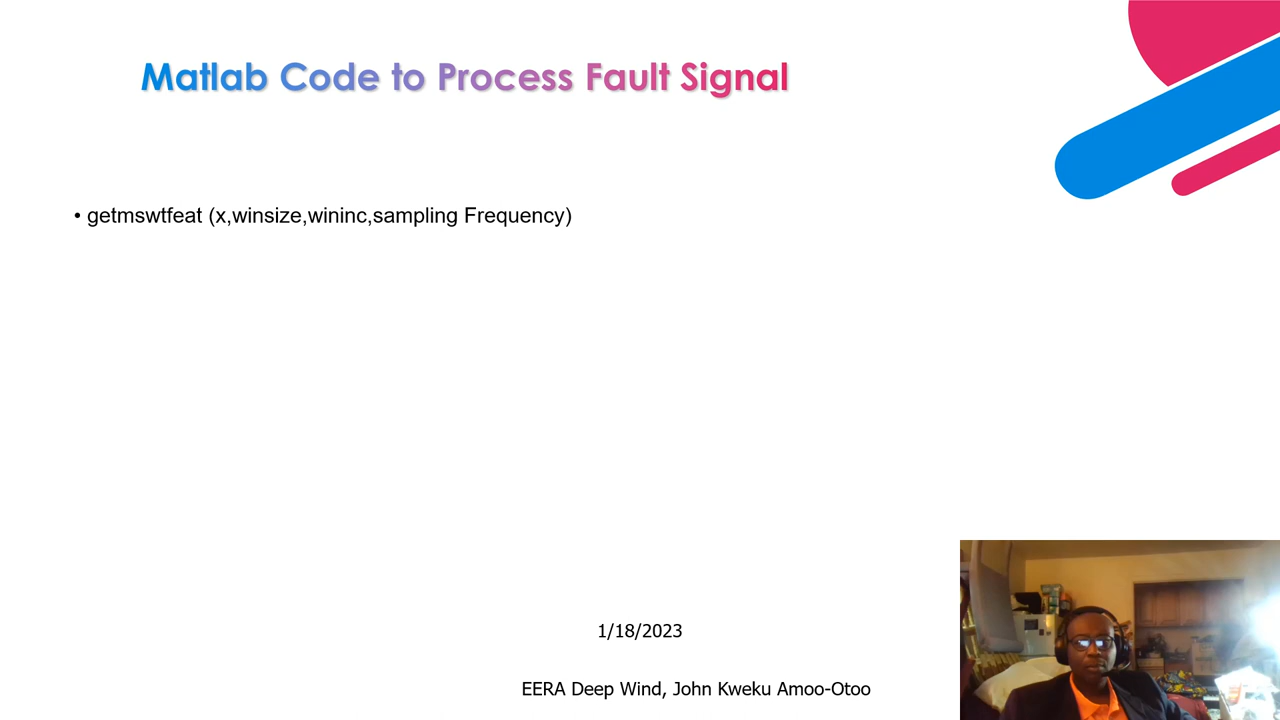 Matlab Code to Process Fault Signal
• getmswtfeat (x,winsize,wininc,sampling Frequency)
1/18/2023
EERA Deep Wind, John Kweku Amoo-Otoo